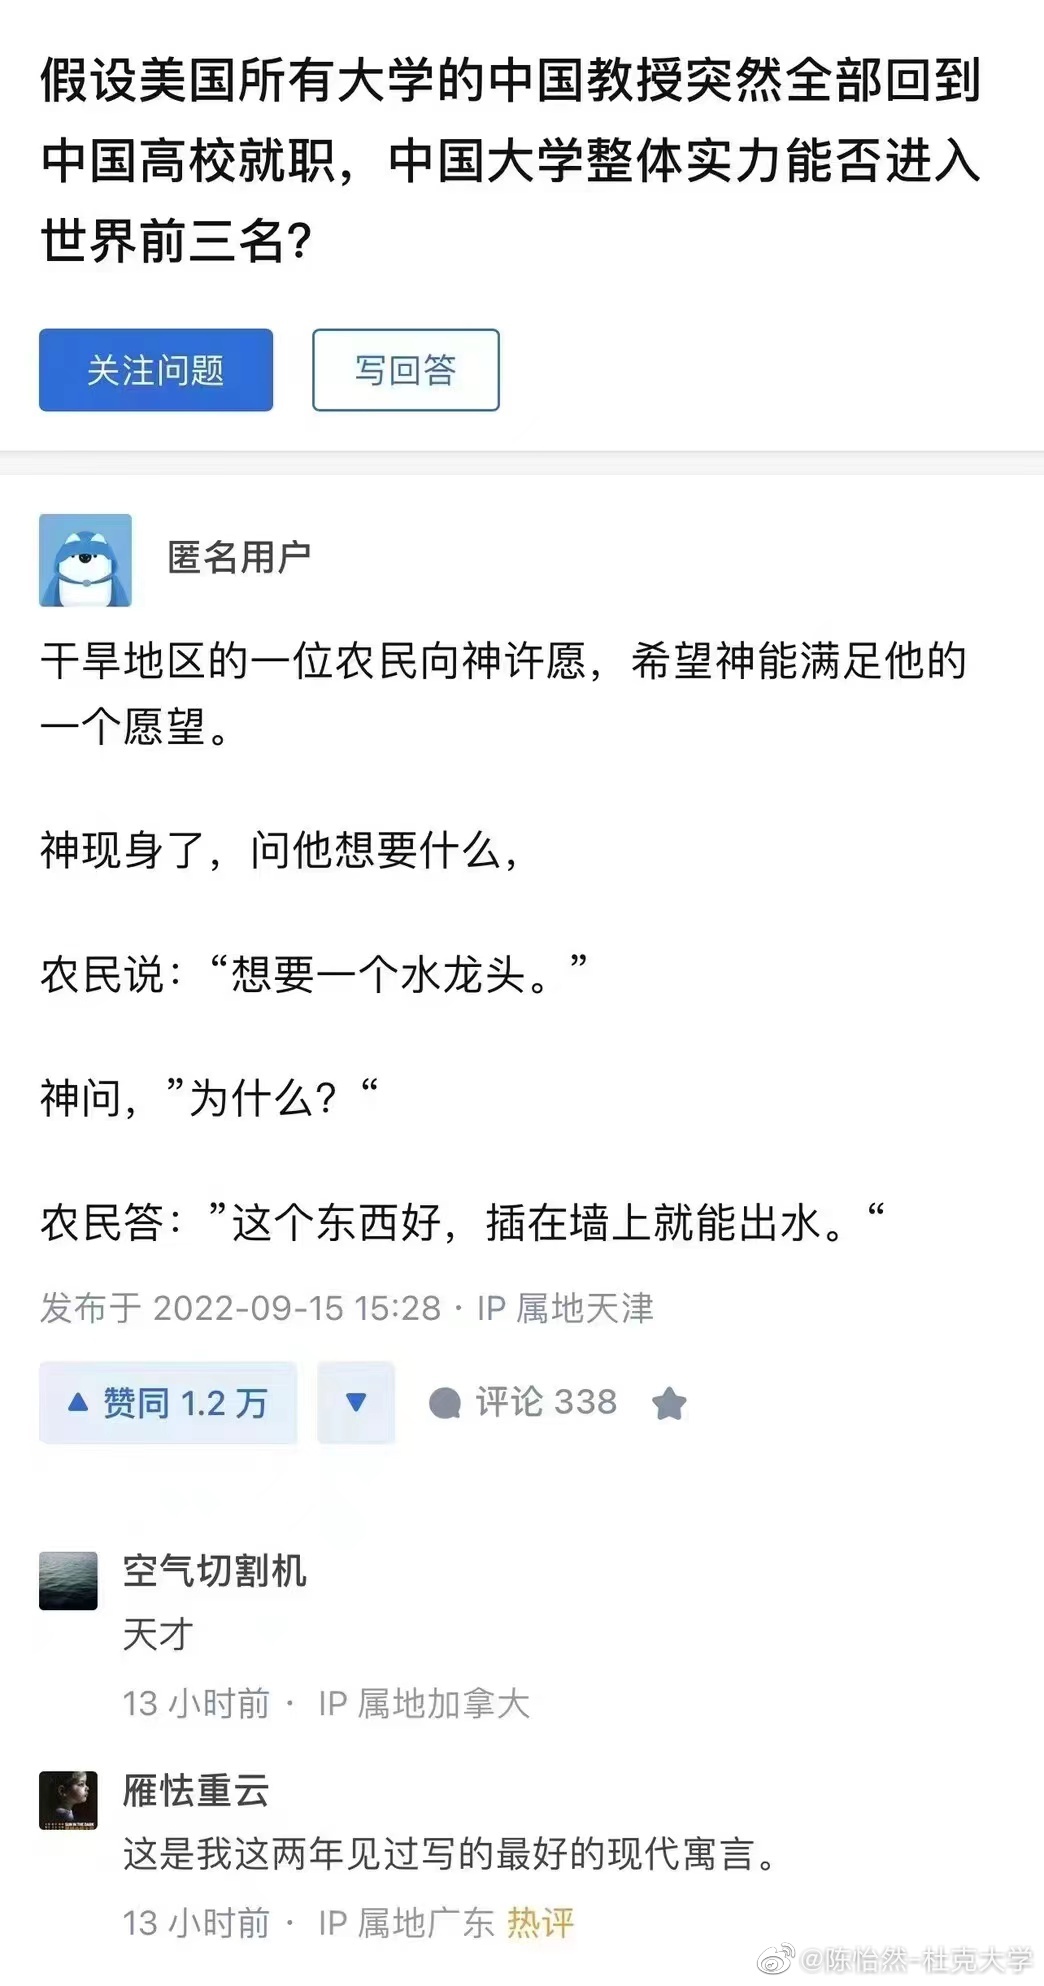 假设美国所有大学的中国教授突然全部回到
中国高校就职，中国大学整体实力能否进入
世界前三名?
关注问题
写回答
匿名用户
干旱地区的一位农民向神许愿，希望神能满足他的
一个愿望。
神现身了，问他想要什么，
农民说：“想要一个水龙头。”
神问，”为什么？“
农民答：”这个东西好，插在墙上就能出水。“
发布于 2022-09-15 15:28 · IP 属地天津
赞同 1.2 万
评论 338
空气切割机
天才
13 小时前 · IP 属地加拿大
雁怯重云
这是我这两年见过写的最好的现代寓言。
13 小时前 · IP 属地广东 热评
@陈怡然-杜克大学